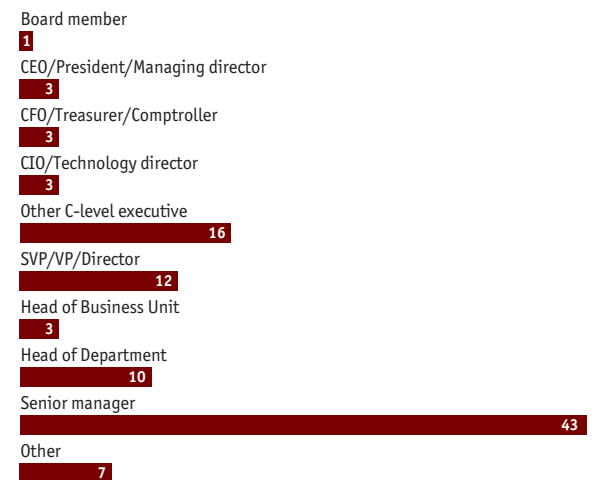 Board member
1
CEO/President/Managing director
3
CFO/Treasurer/Comptroller
3
CIO/Technology director
3
Other C-level executive
16
SVP/VP/Director
12
Head of Business Unit
3
Head of Department
10
Senior manager
43
Other
7